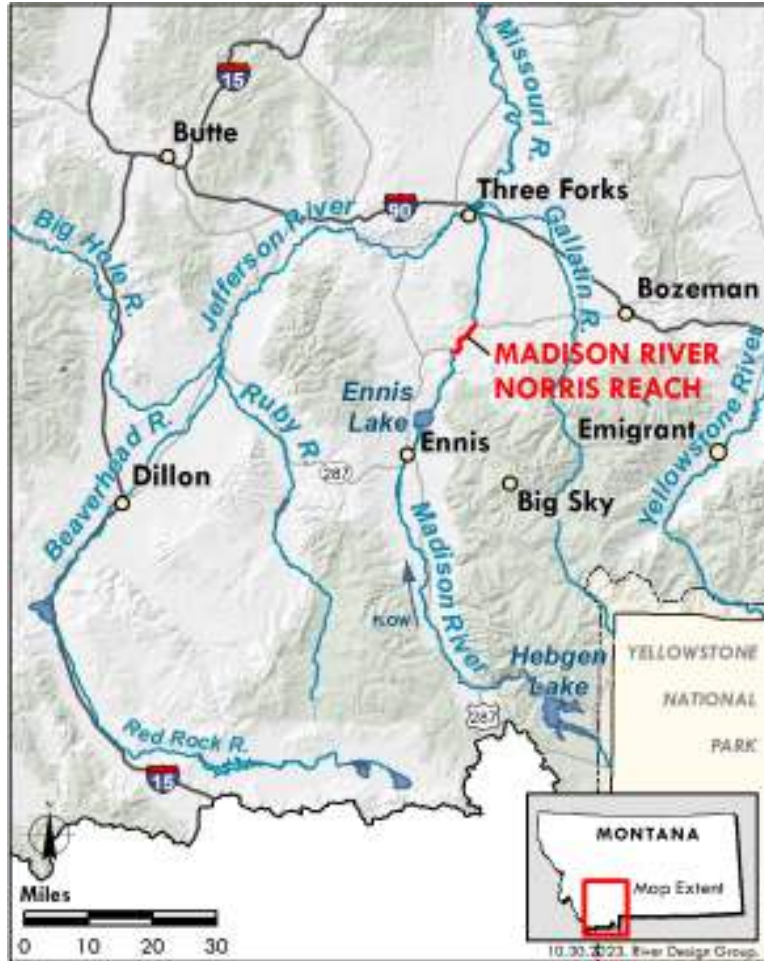 15
Missouri R.
Butte
90
Three Forks
Big Hole R.
Jefferson River
Gallatin R.
Bozeman
MADISON RIVER
NORRIS REACH
Ennis
Lake
Ruby R.
Ennis
Emigrant
Yellowstone River
287
Beaverhead R.
Dillon
Big Sky
Madison River
FLOW
Hebgen
Lake
YELLOWSTONE
NATIONAL
PARK
287
Red Rock R.
15
MONTANA
Map Extent
Miles
0 10 20 30
10.30.2023. River Design Group.